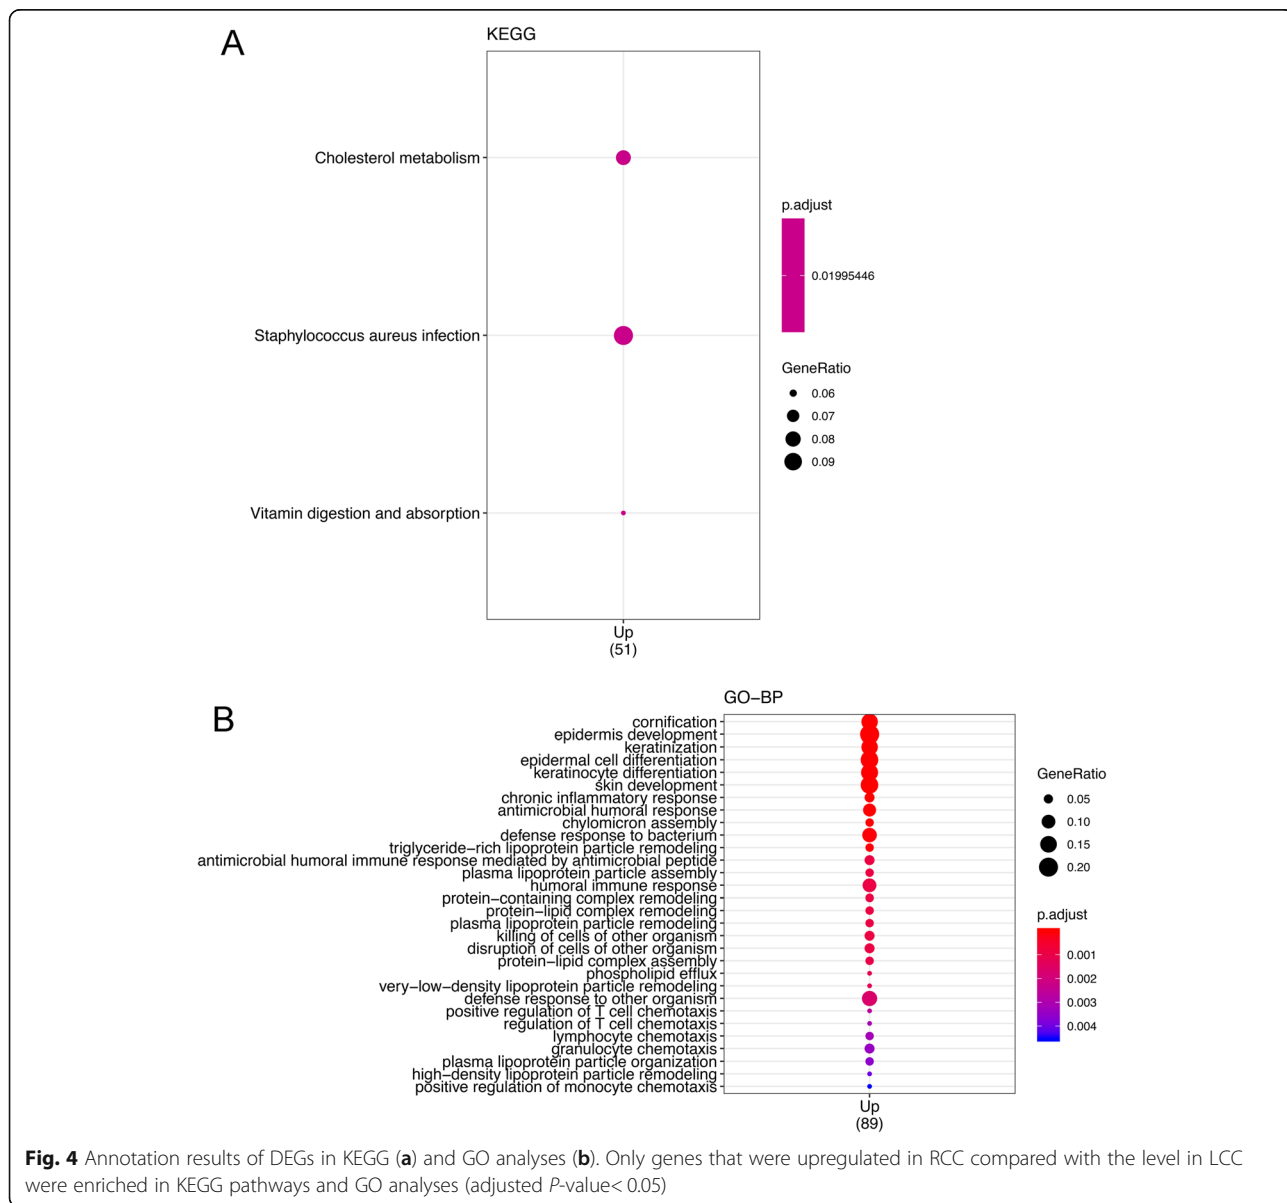 A
KEGG
Cholesterol metabolism
Staphylococcus aureus infection
Vitamin digestion and absorption
Up
(51)
p.adjust
0.01995446
GeneRatio
0.06
0.07
0.08
0.09
B
GO−BP
cornification
epidermis development
keratinization
epidermal cell differentiation
keratinocyte differentiation
skin development
chronic inflammatory response
antimicrobial humoral response
chylomicron assembly
defense response to bacterium
triglyceride−rich lipoprotein particle remodeling
antimicrobial humoral immune response mediated by antimicrobial peptide
plasma lipoprotein particle assembly
humoral immune response
protein−containing complex remodeling
protein−lipid complex remodeling
plasma lipoprotein particle remodeling
killing of cells of other organism
disruption of cells of other organism
protein−lipid complex assembly
phospholipid efflux
very−low−density lipoprotein particle remodeling
defense response to other organism
positive regulation of T cell chemotaxis
regulation of T cell chemotaxis
lymphocyte chemotaxis
granulocyte chemotaxis
plasma lipoprotein particle organization
high−density lipoprotein particle remodeling
positive regulation of monocyte chemotaxis
Up
(89)
GeneRatio
0.05
0.10
0.15
0.20
p.adjust
0.001
0.002
0.003
0.004
Fig. 4 Annotation results of DEGs in KEGG (a) and GO analyses (b). Only genes that were upregulated in RCC compared with the level in LCC
were enriched in KEGG pathways and GO analyses (adjusted P-value< 0.05)